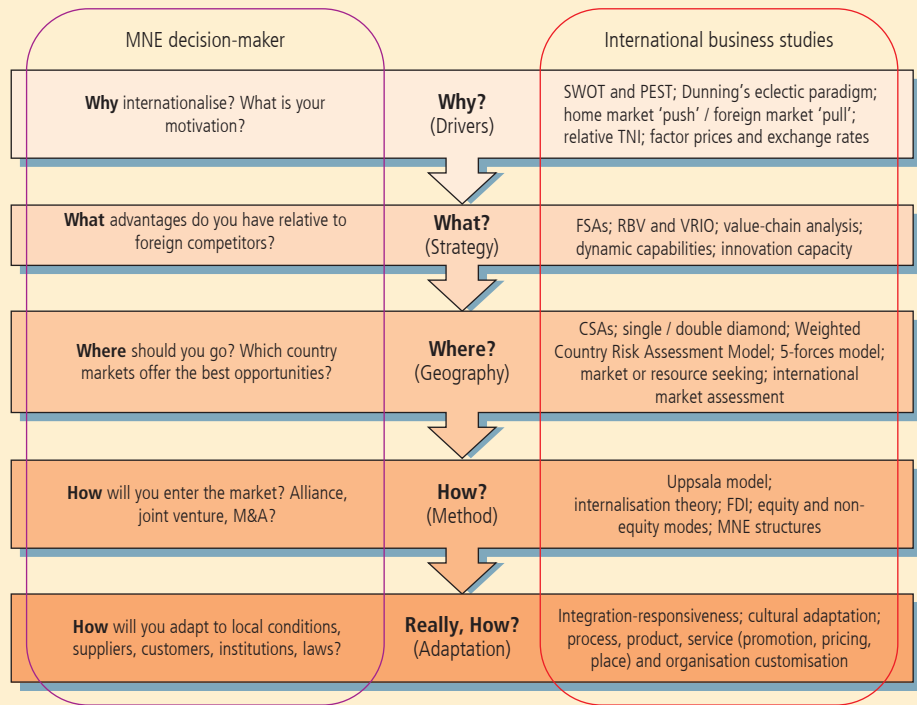 MNE decision-maker
International business studies
Why internationalise? What is your
motivation?
Why?
(Drivers)
SWOT and PEST; Dunning's eclectic paradigm;
home market 'push' / foreign market 'pull';
relative TNI; factor prices and exchange rates
What advantages do you have relative to
foreign competitors?
What?
(Strategy)
FSAs; RBV and VRIO; value-chain analysis;
dynamic capabilities; innovation capacity
Where should you go? Which country
markets offer the best opportunities?
Where?
(Geography)
CSAs; single / double diamond; Weighted
Country Risk Assessment Model; 5-forces model;
market or resource seeking; international
market assessment
How will you enter the market? Alliance,
joint venture, M&A?
How?
(Method)
Uppsala model;
internalisation theory; FDI; equity and non-
equity modes; MNE structures
How will you adapt to local conditions,
suppliers, customers, institutions, laws?
Really, How?
(Adaptation)
Integration-responsiveness; cultural adaptation;
process, product, service (promotion, pricing,
place) and organisation customisation